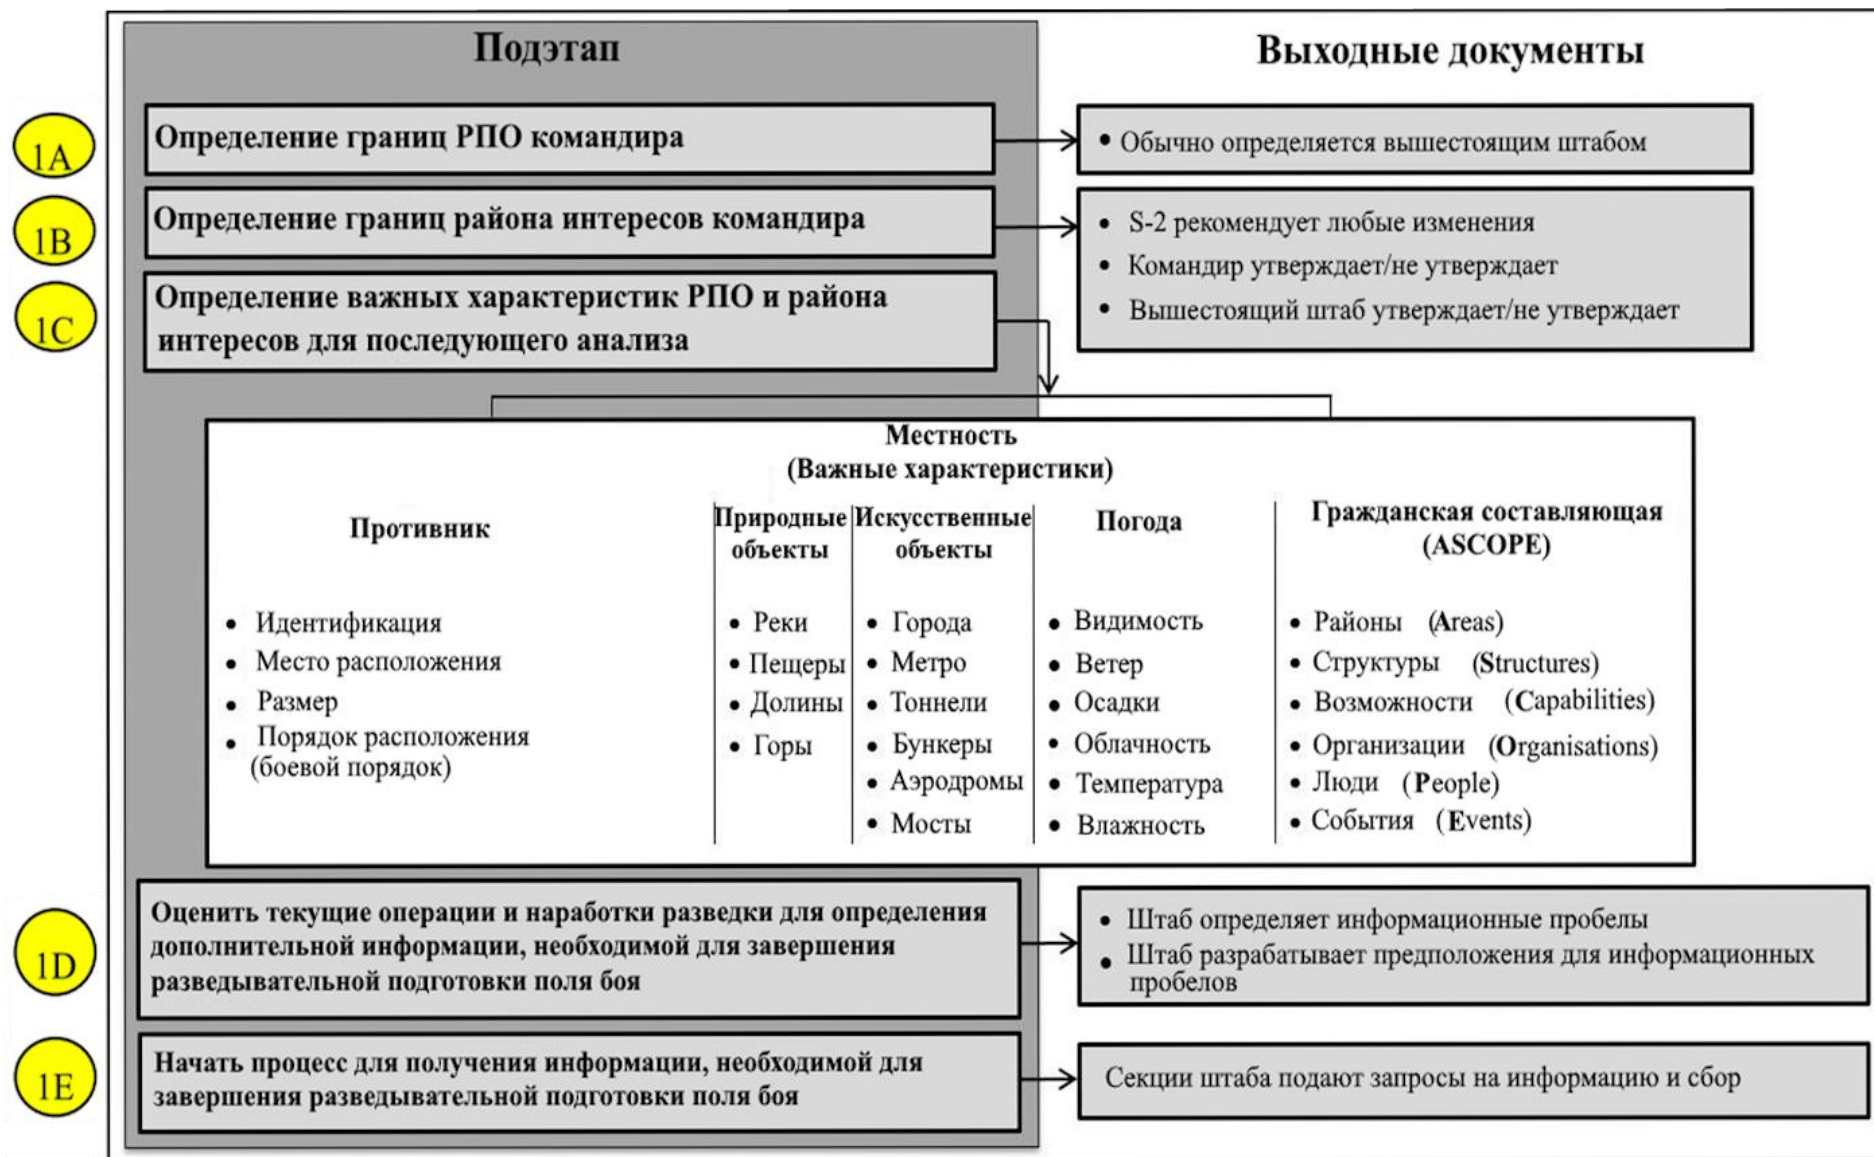 Подэтап
Выходные документы
1A
Определение границ РПО командира
• Обычно определяется вышестоящим штабом
1B
Определение границ района интересов командира
• S-2 рекомендует любые изменения
• Командир утверждает/не утверждает
• Вышестоящий штаб утверждает/не утверждает
1C
Определение важных характеристик РПО и района
интересов для последующего анализа
Местность
(Важные характеристики)
Противник
• Идентификация
• Место расположения
• Размер
• Порядок расположения
(боевой порядок)
Природные
объекты
• Реки
• Пещеры
• Долины
• Горы
Искусственные
объекты
• Города
• Метро
• Тоннели
• Бункеры
• Аэродромы
• Мосты
Погода
• Видимость
• Ветер
• Осадки
• Облачность
• Температура
• Влажность
Гражданская составляющая
(ASCOPE)
• Районы (Areas)
• Структуры (Structures)
• Возможности (Capabilities)
• Организации (Organisations)
• Люди (People)
• События (Events)
1D
Оценить текущие операции и наработки разведки для определения
дополнительной информации, необходимой для завершения
разведывательной подготовки поля боя
• Штаб определяет информационные пробелы
• Штаб разрабатывает предположения для информационных
пробелов
1E
Начать процесс для получения информации, необходимой для
завершения разведывательной подготовки поля боя
Секции штаба подают запросы на информацию и сбор